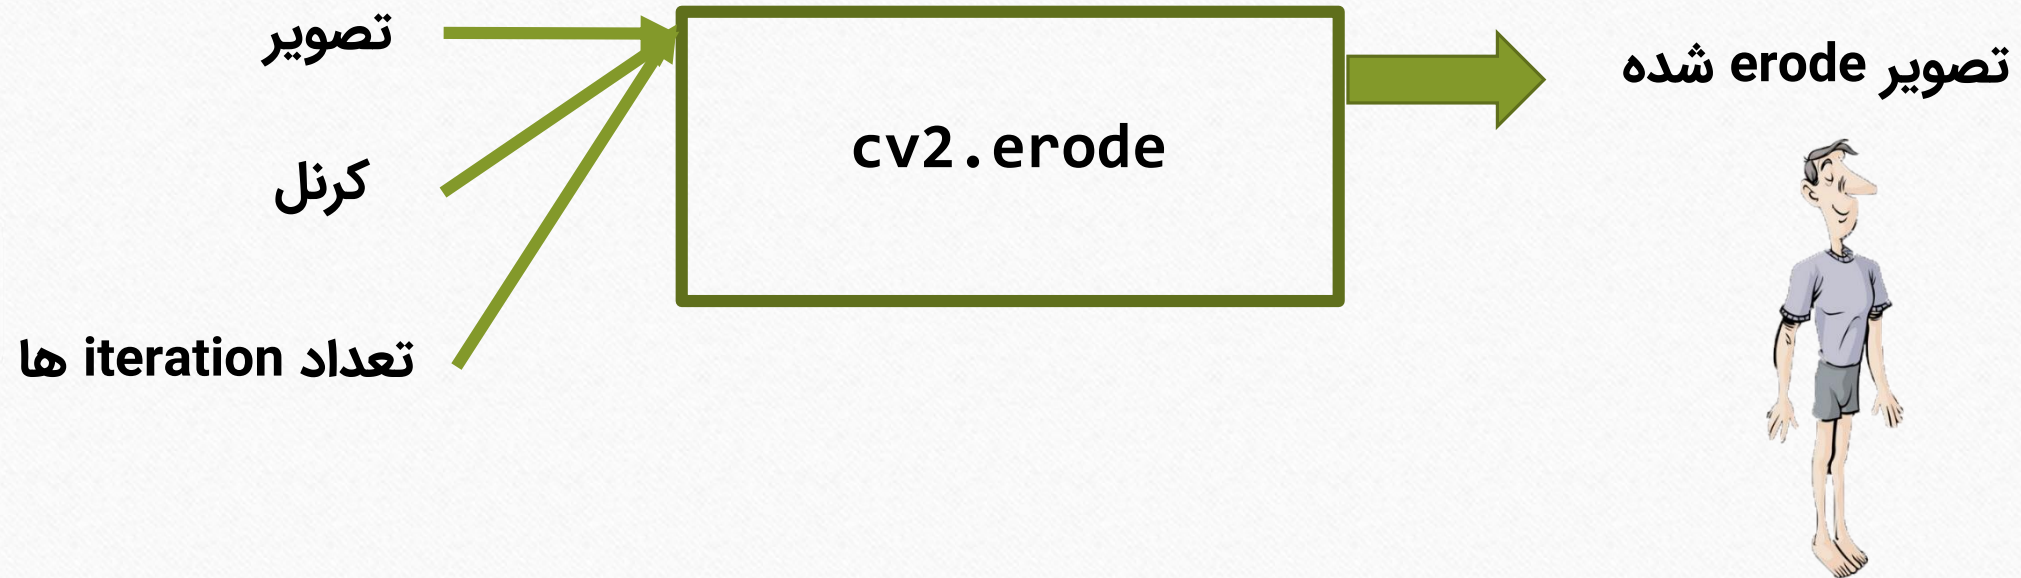 تصویر
کرنل
تعداد iteration ها
cv2.erode
تصویر erode شده